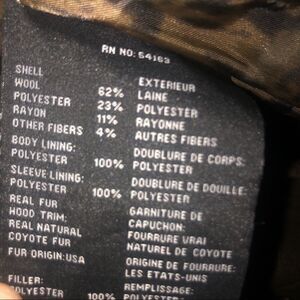 RN NO: 54163
SHELL EXTERIEUR
WOOL 62% LAINE
POLYESTER 23% POLYESTER
RAYON 11% RAYONNE
OTHER FIBERS 4% AUTRES FIBERS
BODY LINING: DOUBLURE DE CORPS:
POLYESTER 100% POLYESTER
SLEEVE LINING: DOUBLURE DE DOUILLE:
POLYESTER 100% POLYESTER
REAL FUR GARNITURE DE
HOOD TRIM: CAPUCHON:
REAL NATURAL FOURRURE VRAI
COYOTE FUR NATUREL DE COYOTE
FUR ORIGIN:USA ORIGINE DE FOURRURE:
LES ETATS-UNIS
FILLER: REMPLISSAGE:
POLYESTER 100% POLYESTER